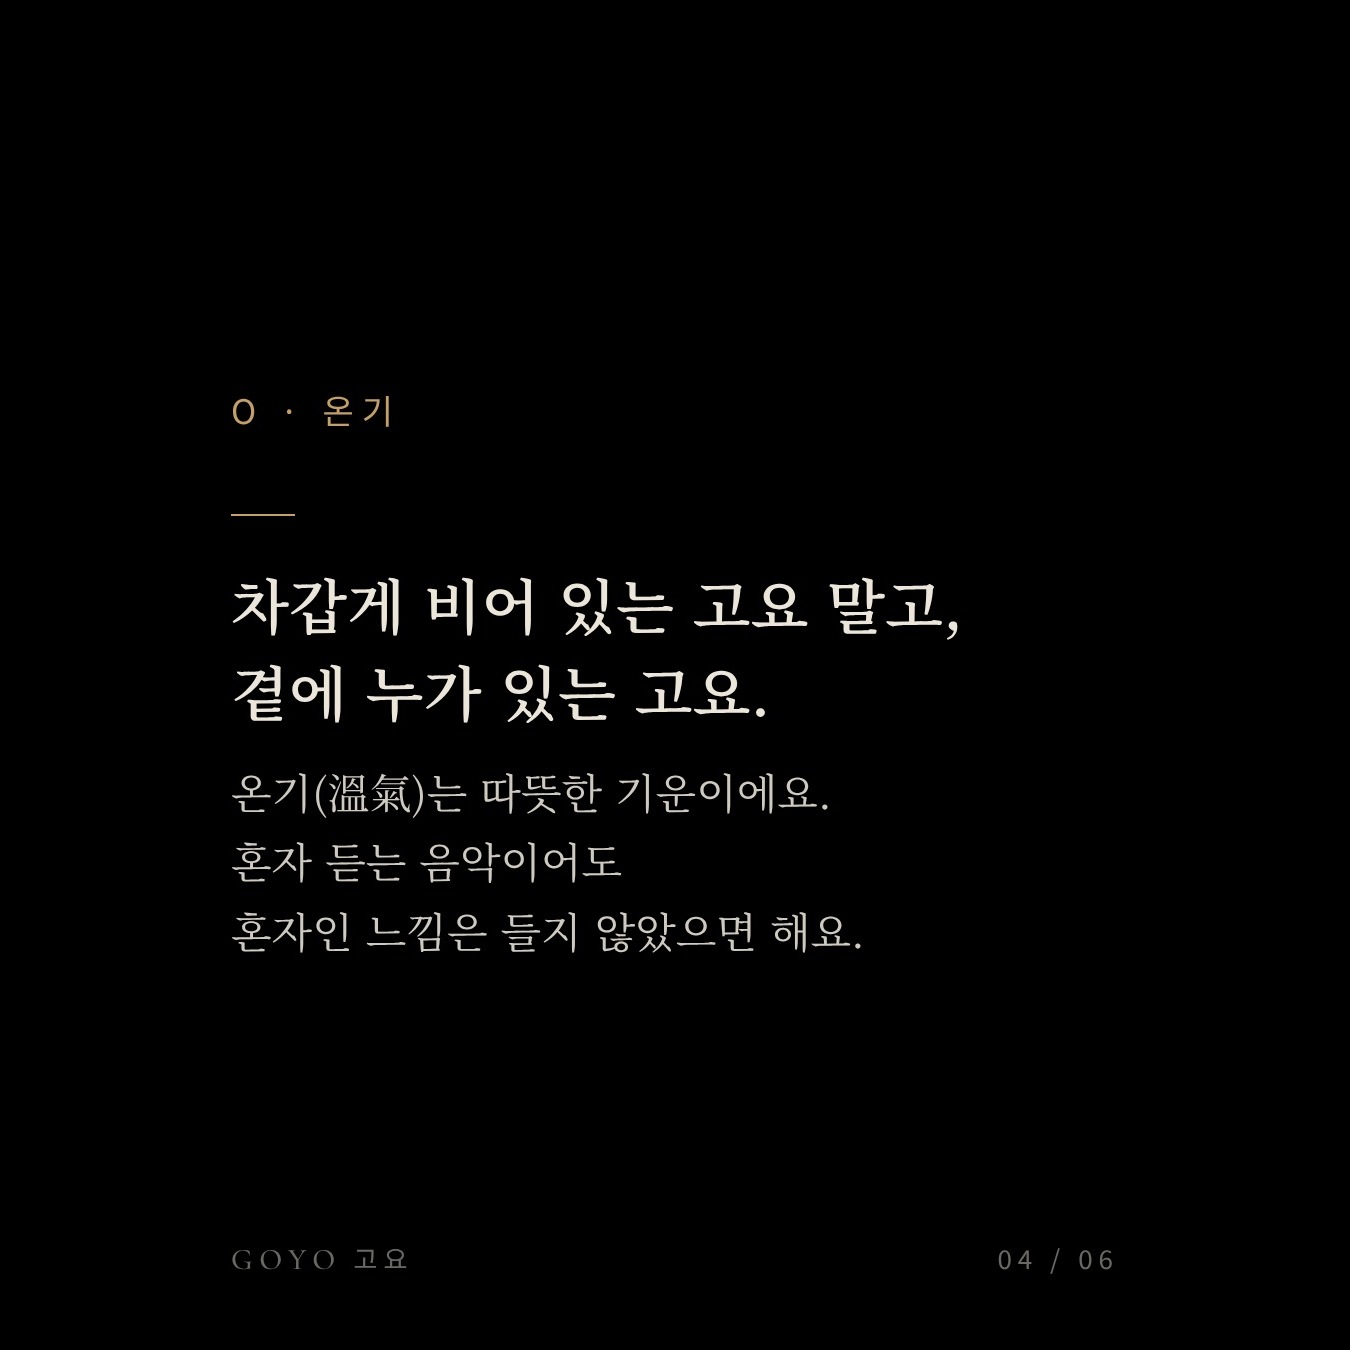 O · 온기
차갑게 비어 있는 고요 말고,
곁에 누가 있는 고요.
온기(溫氣)는 따뜻한 기운이에요.
혼자 듣는 음악이어도
혼자인 느낌은 들지 않았으면 해요.
GOYO 고요
04 / 06